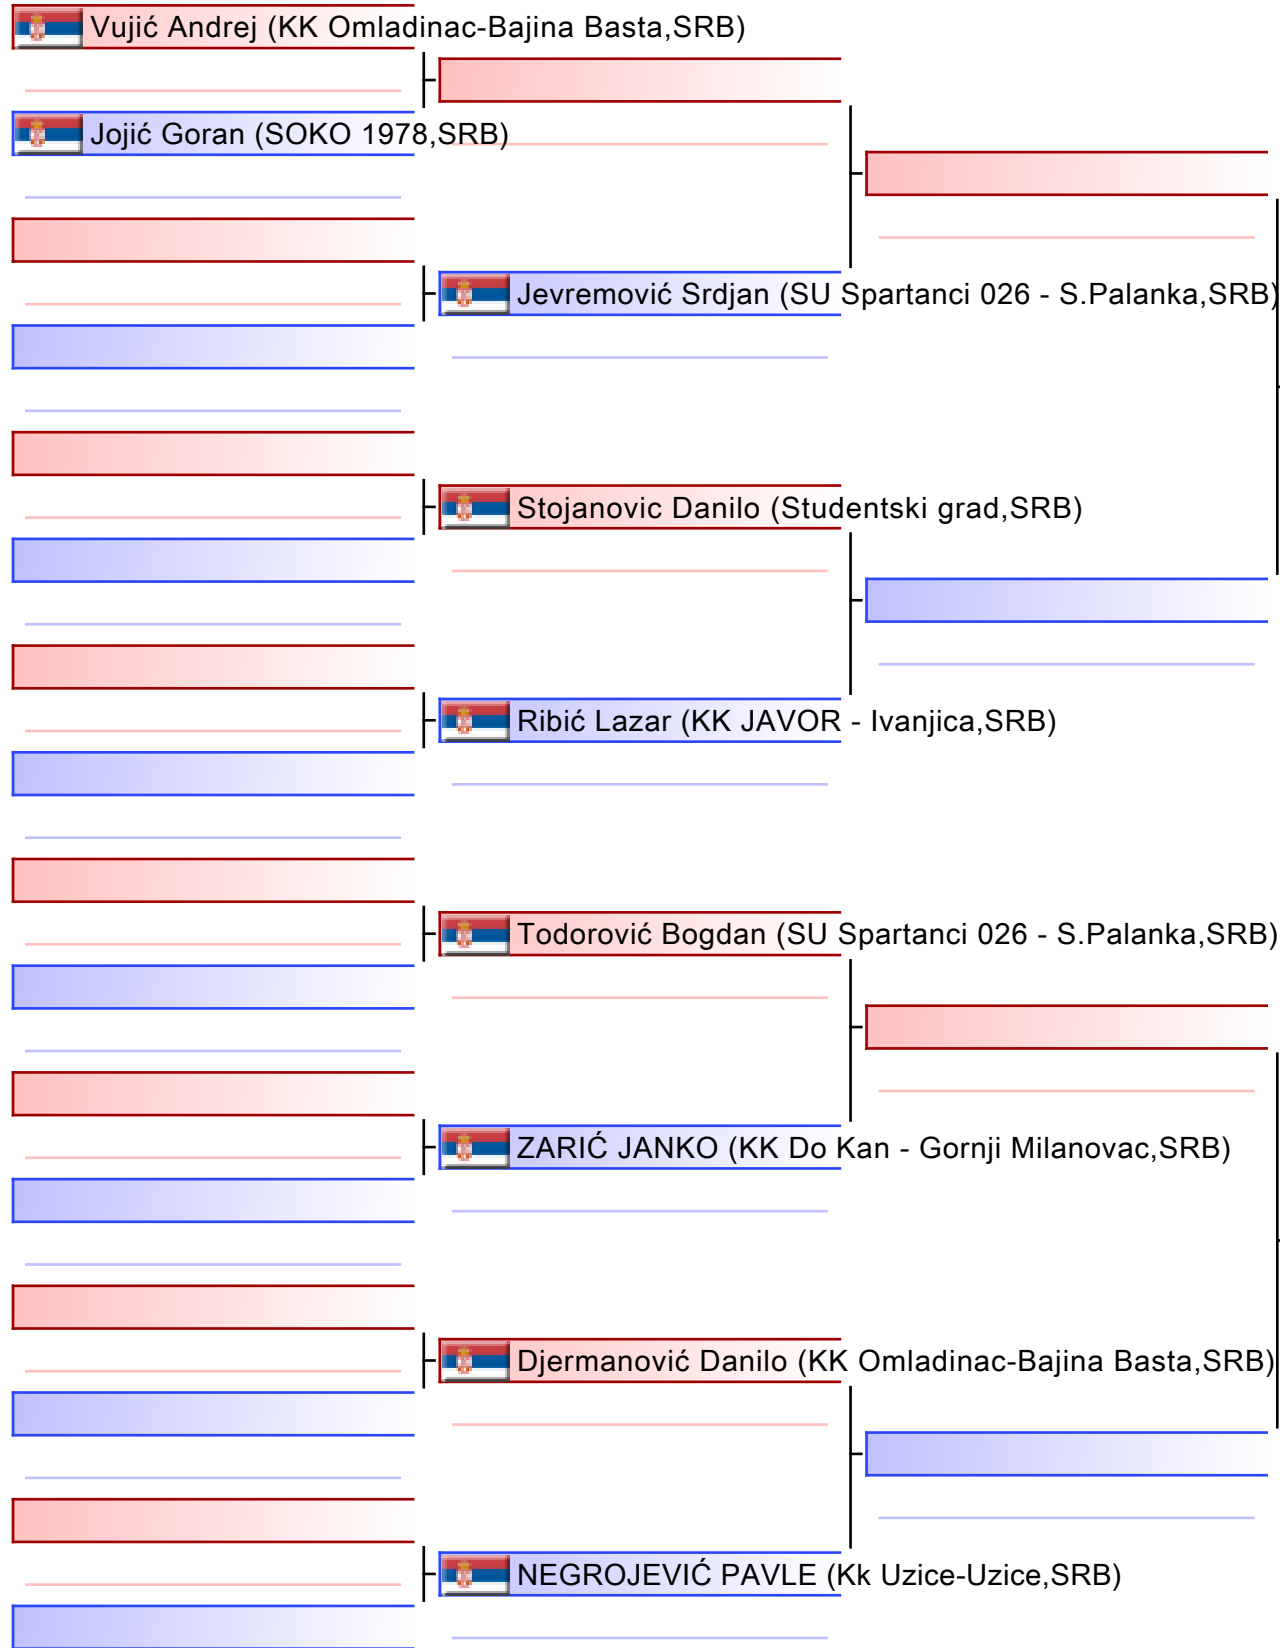 Vujić Andrej (KK Omladinac-Bajina Basta,SRB)
Jojić Goran (SOKO 1978,SRB)
Jevremović Srdjan (SU Spartanci 026 - S.Palanka,SRB)
Stojanovic Danilo (Studentski grad,SRB)
Ribić Lazar (KK JAVOR - Ivanjica,SRB)
Todorović Bogdan (SU Spartanci 026 - S.Palanka,SRB)
ZARIĆ JANKO (KK Do Kan - Gornji Milanovac,SRB)
Djermanović Danilo (KK Omladinac-Bajina Basta,SRB)
NEGROJEVIĆ PAVLE (Kk Uzice-Uzice,SRB)